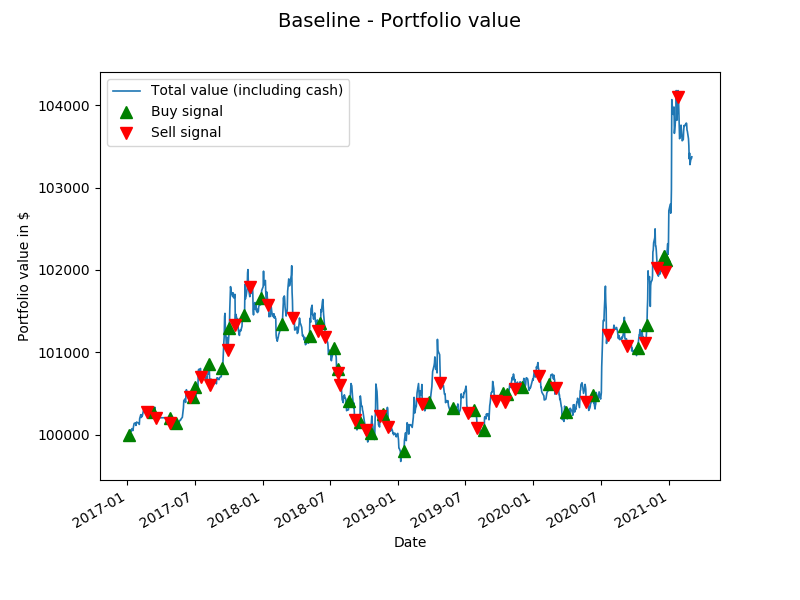 Baseline - Portfolio value
Total value (including cash)
Buy signal
Sell signal
104000
103000
102000
101000
100000
Portfolio value in $
2017-01
2017-07
2018-01
2018-07
2019-01
2019-07
2020-01
2020-07
2021-01
Date